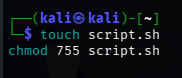 ┌──(kali㉿kali)-[~]
└─$ touch script.sh
chmod 755 script.sh